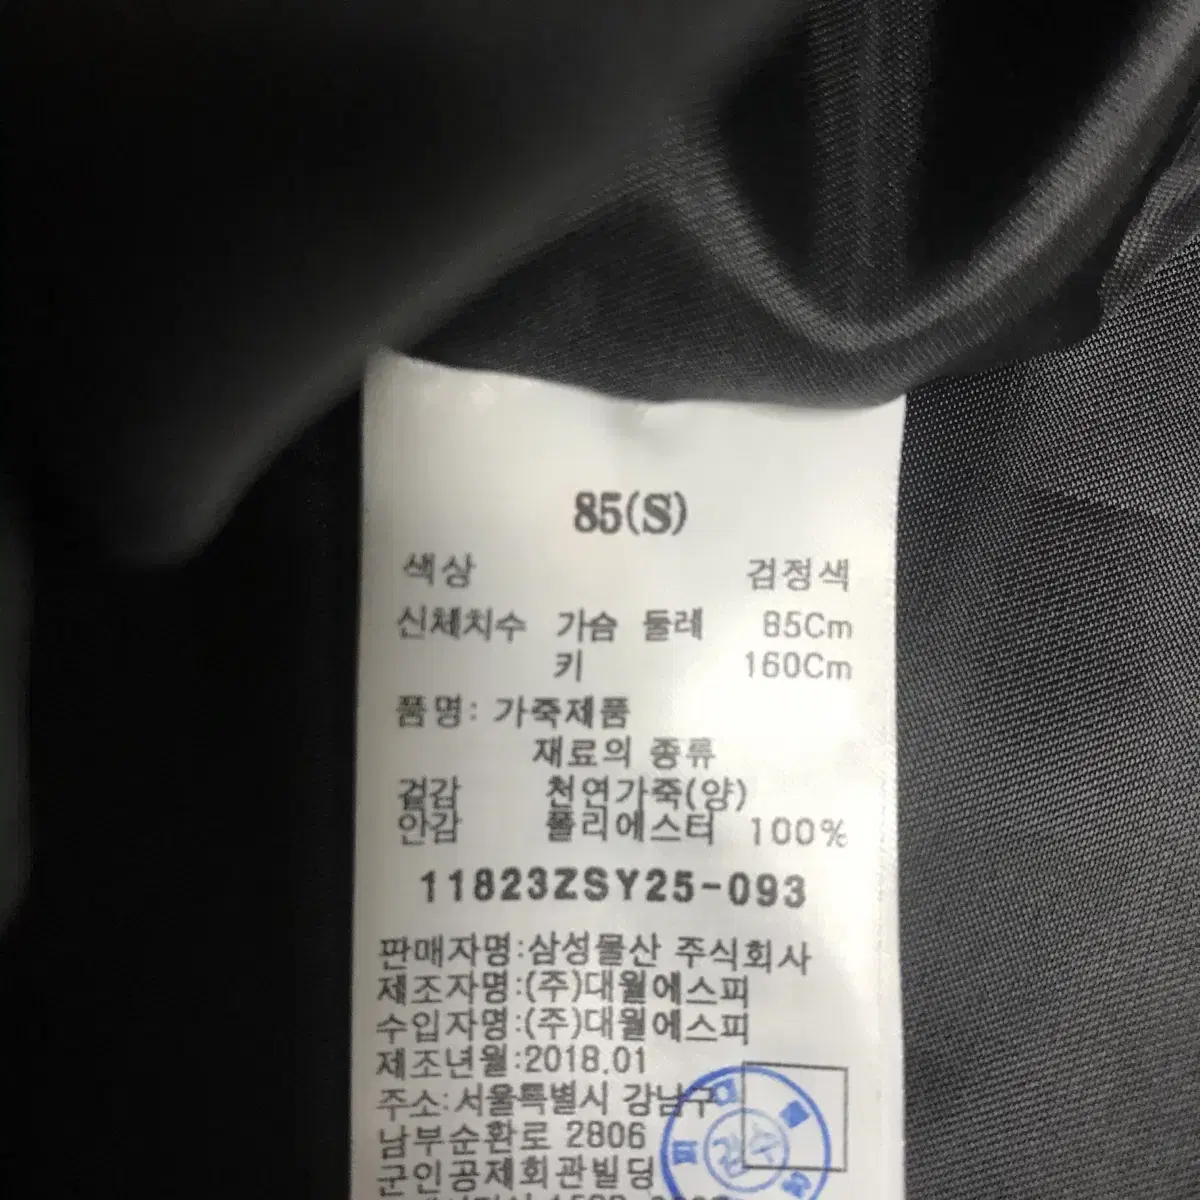 85(S)
색상 검정색
신체치수 가슴 둘레 85Cm
키 160Cm
품명: 가죽제품
재료의 종류
겉감 천연가죽(양)
안감 폴리에스터 100%
11823ZSY25-093
판매자명:삼성물산 주식회사
제조자명:(주)대월에스피
수입자명:(주)대월에스피
제조년월:2018.01
주소:서울특별시 강남구
남부순환로 2806
군인공제회관빌딩
검수